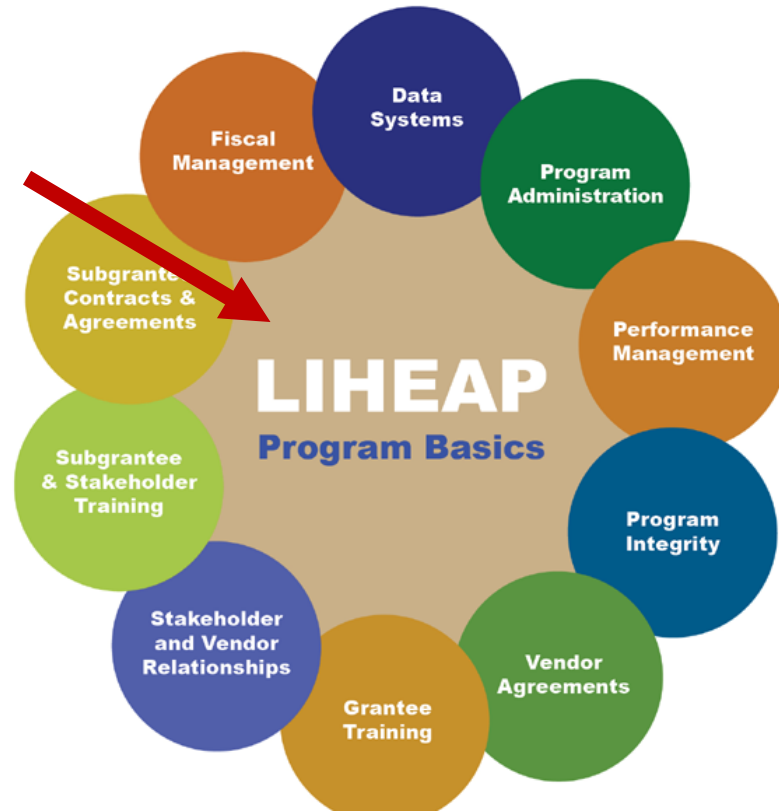 Data
Systems
Fiscal
Management
Program
Administration
Subgrantee
Contracts &
Agreements
Performance
Management
LIHEAP
Program Basics
Subgrantee
& Stakeholder
Training
Program
Integrity
Stakeholder
and Vendor
Relationships
Vendor
Agreements
Grantee
Training